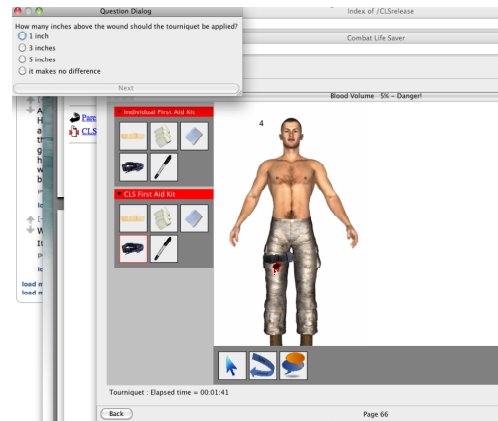 Question Dialog
How many inches above the wound should the tourniquet be applied?
1 inch
3 inches
5 inches
it makes no difference
Next
Index of /CLSrelease
Combat Life Saver
Blood Volume 5% - Danger!
Individual First Aid Kit
4
CLS First Aid Kit
CLS
load m
load m
Tourniquet : Elapsed time = 00:01:41
Back
Page 66